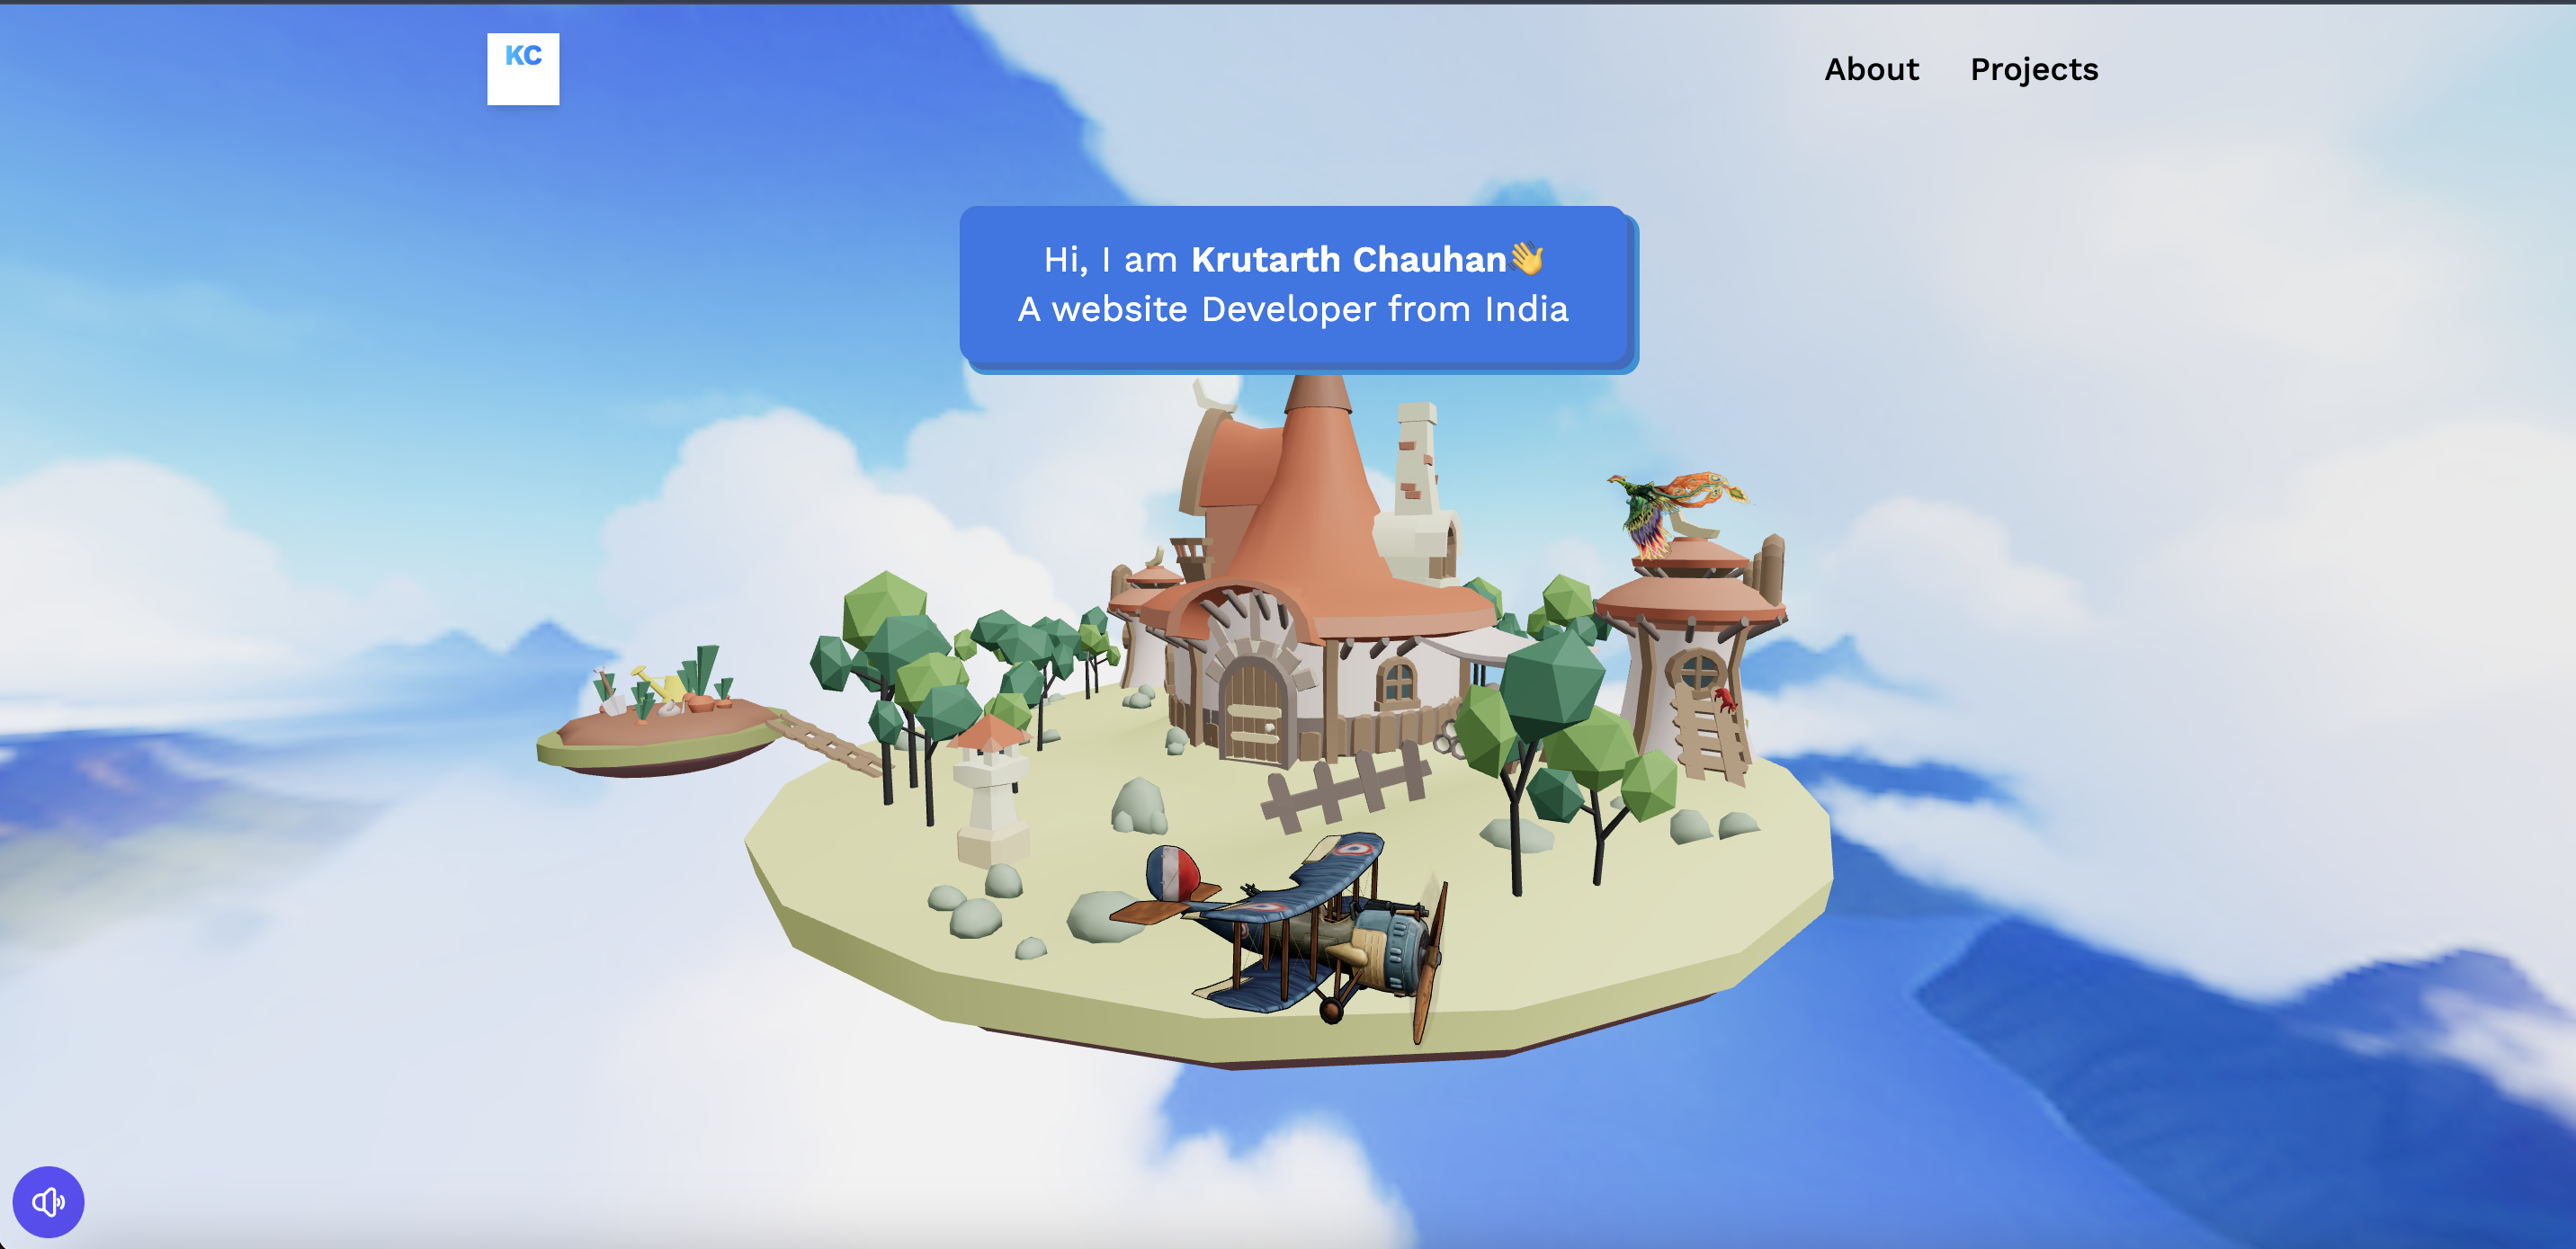 KC
About Projects
Hi, I am Krutarth Chauhan👋
A website Developer from India